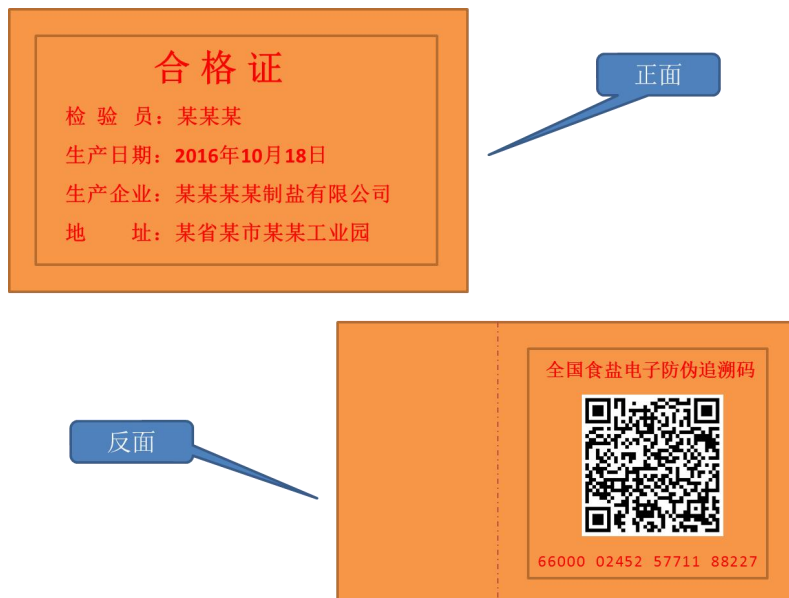 合格证
正面
检 验 员：某某某
生产日期：2016年10月18日
生产企业：某某某某制盐有限公司
地 址：某省某市某某工业园
反面
全国食盐电子防伪追溯码
66000 02452 57711 88227